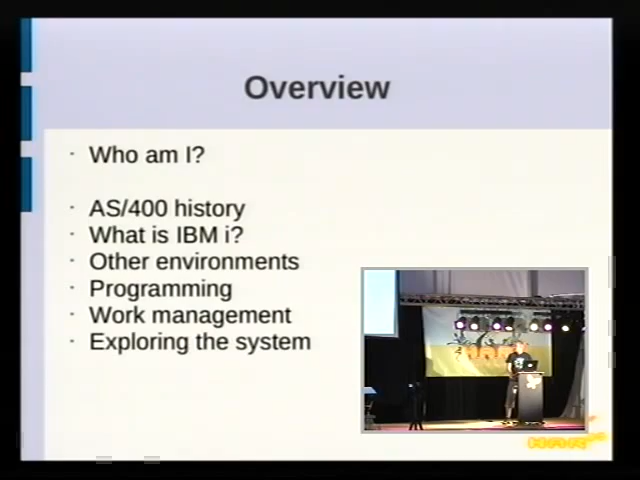 Overview
Who am I?
AS/400 history
What is IBM i?
Other environments
Programming
Work management
Exploring the system